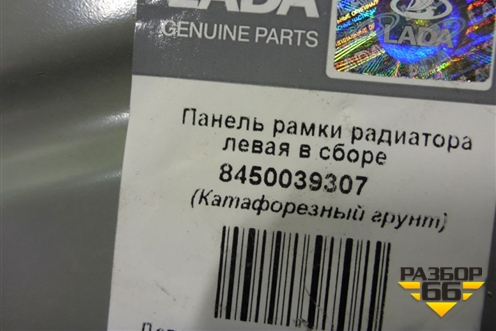 LADA
GENUINE PARTS
LADA
Панель рамки радиатора
левая в сборе
8450039307
(Катафорезный грунт)
РАЗБОР
66